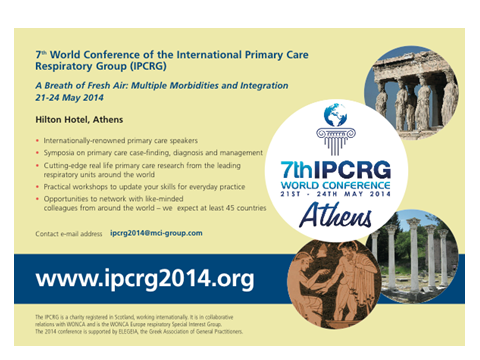 7th World Conference of the International Primary Care
Respiratory Group (IPCRG)
A Breath of Fresh Air: Multiple Morbidities and Integration
21-24 May 2014
Hilton Hotel, Athens
• Internationally-renowned primary care speakers
• Symposia on primary care case-finding, diagnosis and management
• Cutting-edge real life primary care research from the leading
respiratory units around the world
• Practical workshops to update your skills for everyday practice
• Opportunities to network with like-minded
colleagues from around the world – we expect at least 45 countries
Contact e-mail address ipcrg2014@mci-group.com
7thIPCRG
WORLD CONFERENCE
21ST - 24TH MAY 2014
Athens
www.ipcrg2014.org
The IPCRG is a charity registered in Scotland, working internationally. It is in collaborative
relations with WONCA and is the WONCA Europe respiratory Special Interest Group.
The 2014 conference is supported by ELEGEIA, the Greek Association of General Practitioners.